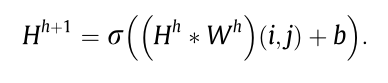 H^{h+1} = σ((H^h * W^h)(i,j) + b).